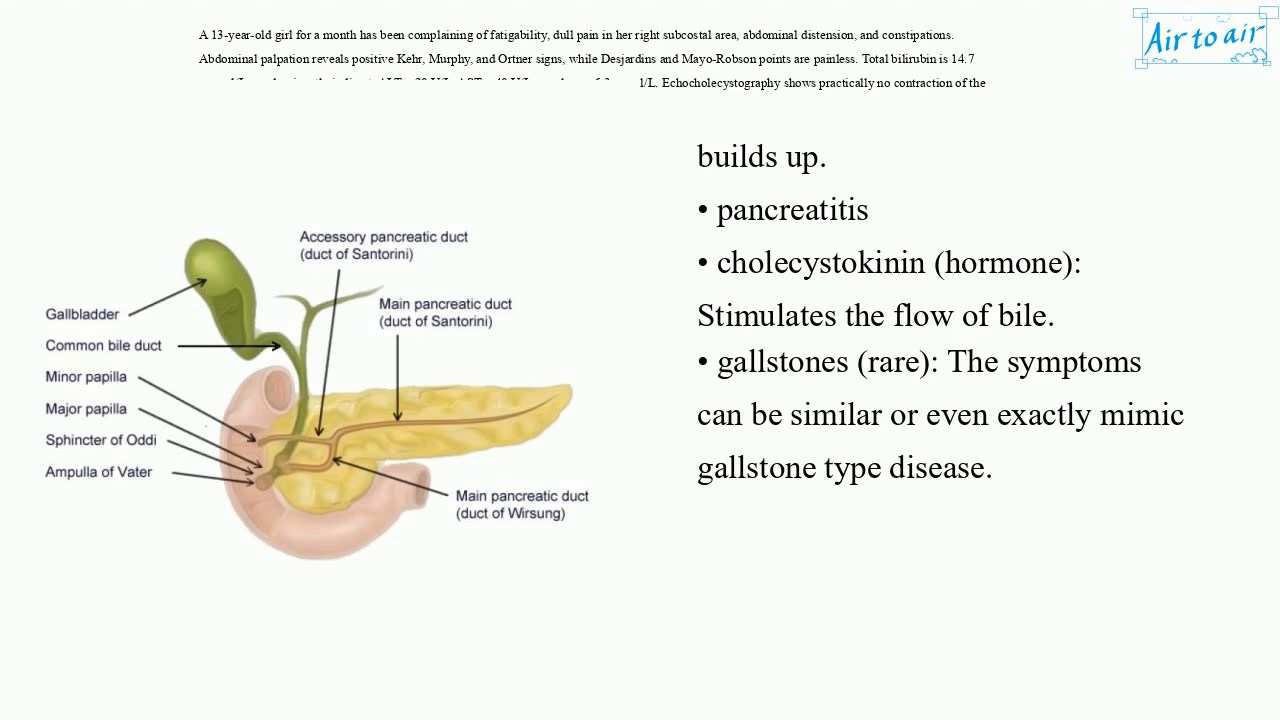 A 13-year-old girl for a month has been complaining of fatigability, dull pain in her right subcostal area, abdominal distension, and constipations.
Abdominal palpation reveals positive Kehr, Murphy, and Ortner signs, while Desjardins and Mayo-Robson points are painless. Total bilirubin is 14.7
l/L. Echocholecystography shows practically no contraction of the
Air to air
builds up.
• pancreatitis
• cholecystokinin (hormone):
Stimulates the flow of bile.
• gallstones (rare): The symptoms
can be similar or even exactly mimic
gallstone type disease.
Accessory pancreatic duct
(duct of Santorini)
Main pancreatic duct
(duct of Santorini)
Gallbladder
Common bile duct
Minor papilla
Major papilla
Sphincter of Oddi
Ampulla of Vater
Main pancreatic duct
(duct of Wirsung)